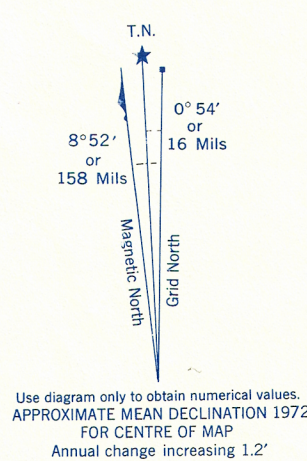 T.N.
0° 54′
or
16 Mils
8°52′
or
158 Mils
Magnetic North
Grid North
Use diagram only to obtain numerical values.
APPROXIMATE MEAN DECLINATION 1972
FOR CENTRE OF MAP
Annual change increasing 1.2′